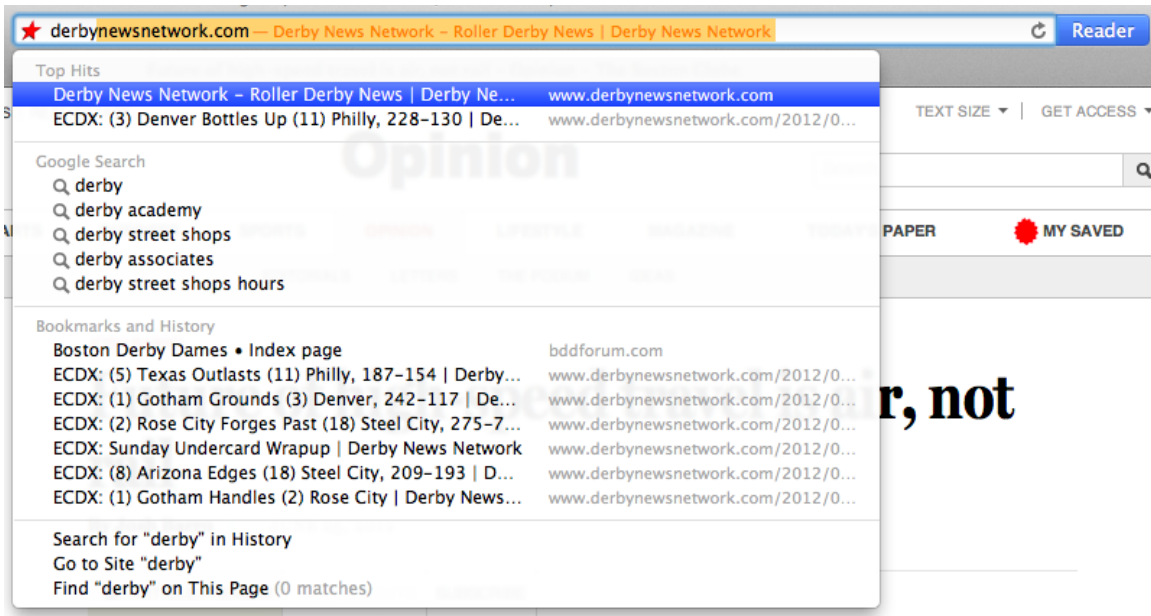 derbynewsnetwork.com — Derby News Network – Roller Derby News | Derby News Network
Reader
Top Hits
Derby News Network – Roller Derby News | Derby Ne... www.derbynewsnetwork.com
ECDX: (3) Denver Bottles Up (11) Philly, 228–130 | De... www.derbynewsnetwork.com/2012/0...
TEXT SIZE | GET ACCESS
Google Search
Opinion
derby
derby academy
derby street shops
derby associates
derby street shops hours
SPORTS OPINION LIFESTYLE MAGAZINE TODAY'S PAPER MY SAVED
Bookmarks and History
Boston Derby Dames • Index page bddforum.com
ECDX: (5) Texas Outlasts (11) Philly, 187–154 | Derby... www.derbynewsnetwork.com/2012/0...
ECDX: (1) Gotham Grounds (3) Denver, 242–117 | De... www.derbynewsnetwork.com/2012/0...
ECDX: (2) Rose City Forges Past (18) Steel City, 275–7... www.derbynewsnetwork.com/2012/0...
ECDX: Sunday Undercard Wrapup | Derby News Network www.derbynewsnetwork.com/2012/0...
ECDX: (8) Arizona Edges (18) Steel City, 209–193 | D... www.derbynewsnetwork.com/2012/0...
ECDX: (1) Gotham Handles (2) Rose City | Derby News... www.derbynewsnetwork.com/2012/0...
travel is air, not
Search for “derby” in History
Go to Site “derby”
Find “derby” on This Page (0 matches)